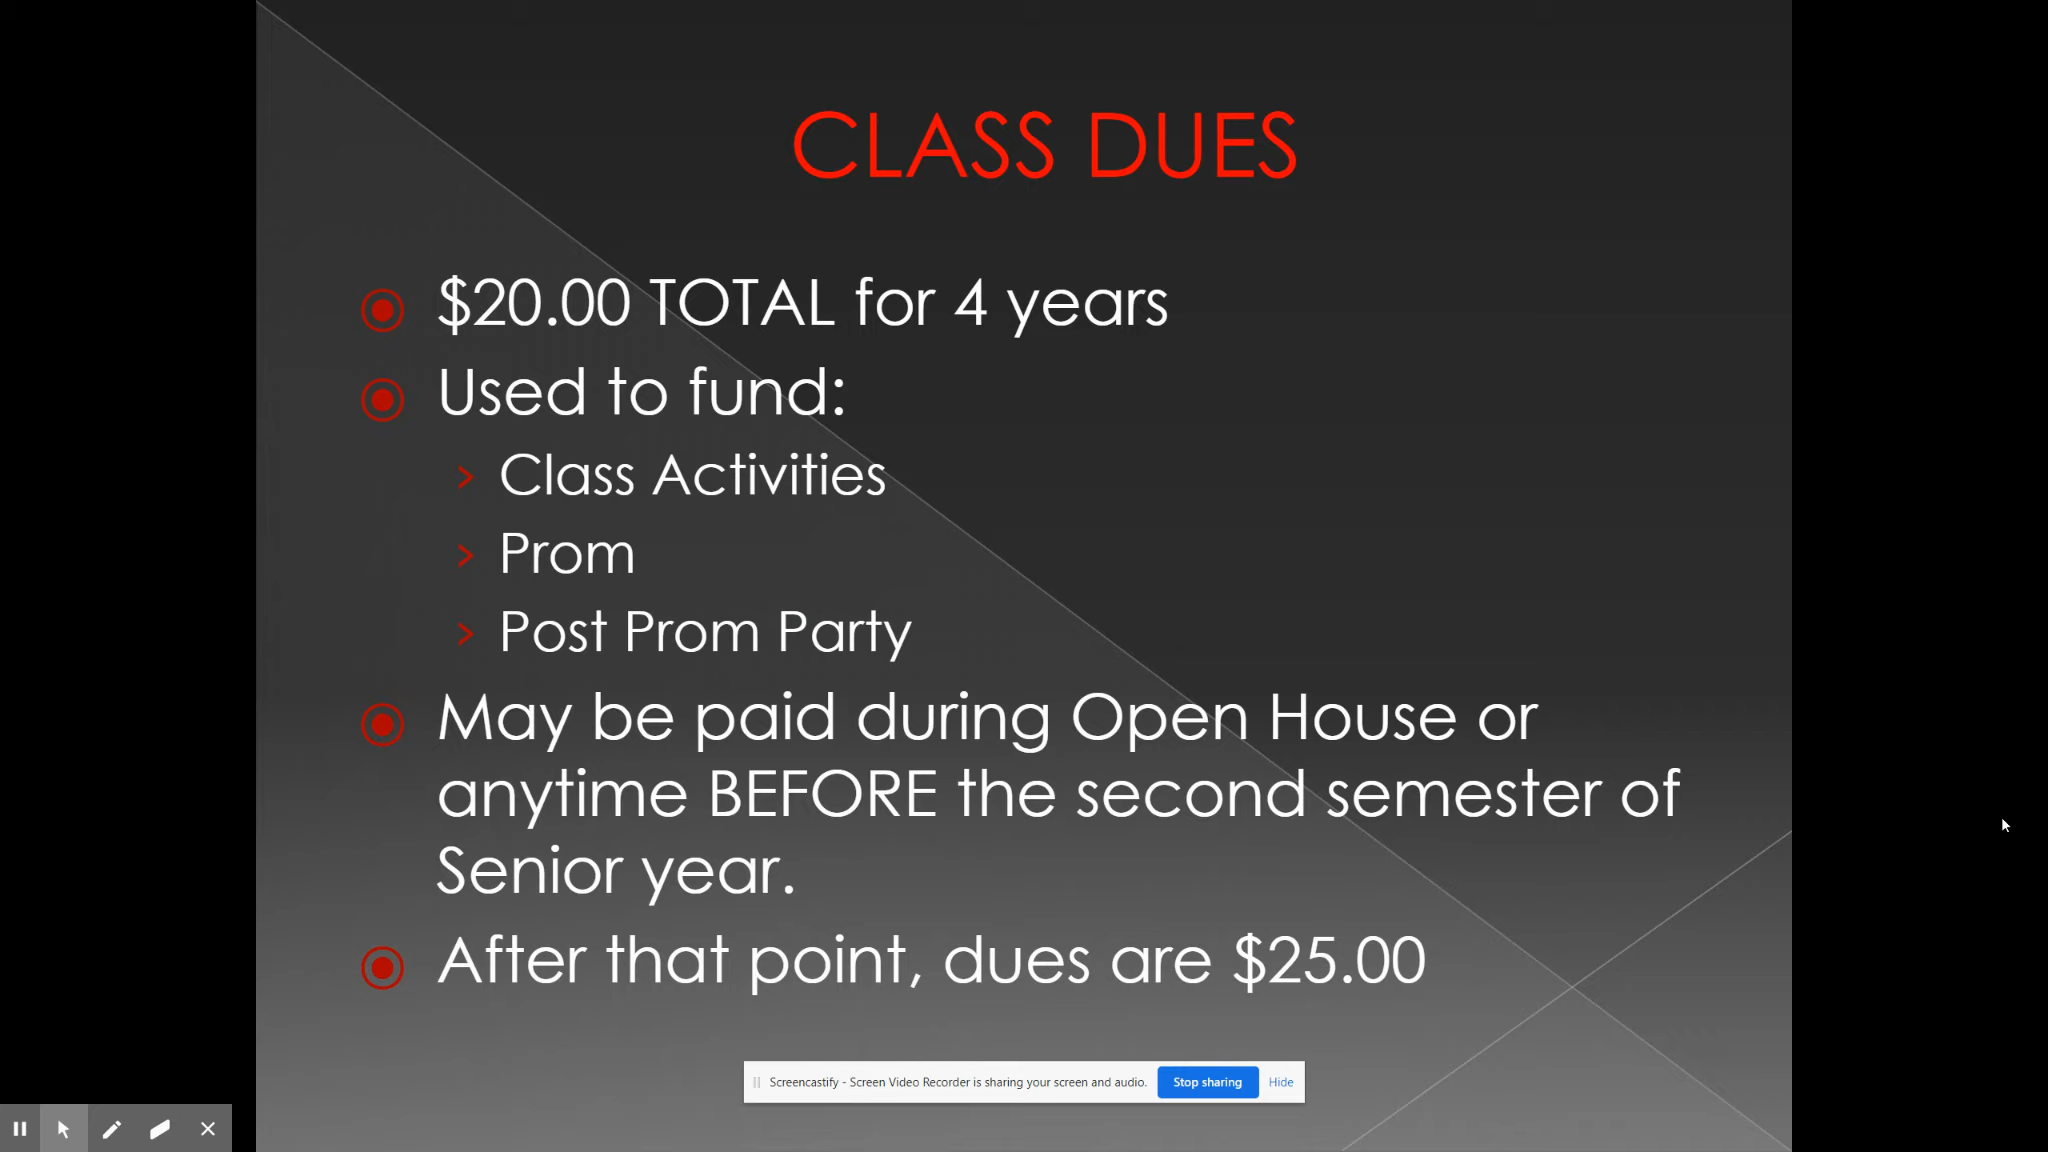 CLASS DUES
$20.00 TOTAL for 4 years
Used to fund:
Class Activities
Prom
Post Prom Party
May be paid during Open House or
anytime BEFORE the second semester of
Senior year.
After that point, dues are $25.00
Screencastify - Screen Video Recorder is sharing your screen and audio. Stop sharing Hide